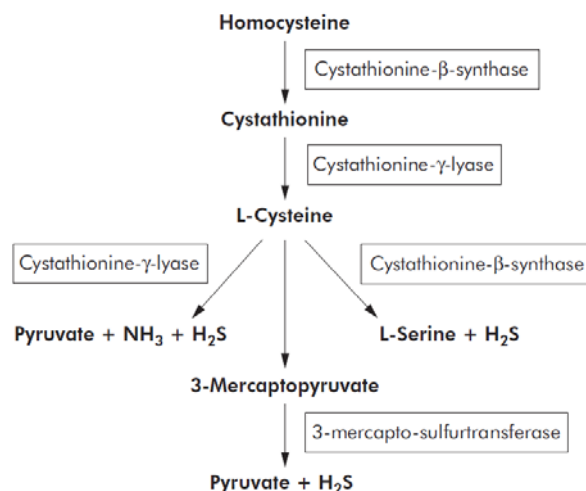 Homocysteine
Cystathionine-β-synthase
Cystathionine
Cystathionine-γ-lyase
L-Cysteine
Cystathionine-γ-lyase
Cystathionine-β-synthase
Pyruvate + NH₃ + H₂S
L-Serine + H₂S
3-Mercaptopyruvate
3-mercapto-sulfurtransferase
Pyruvate + H₂S